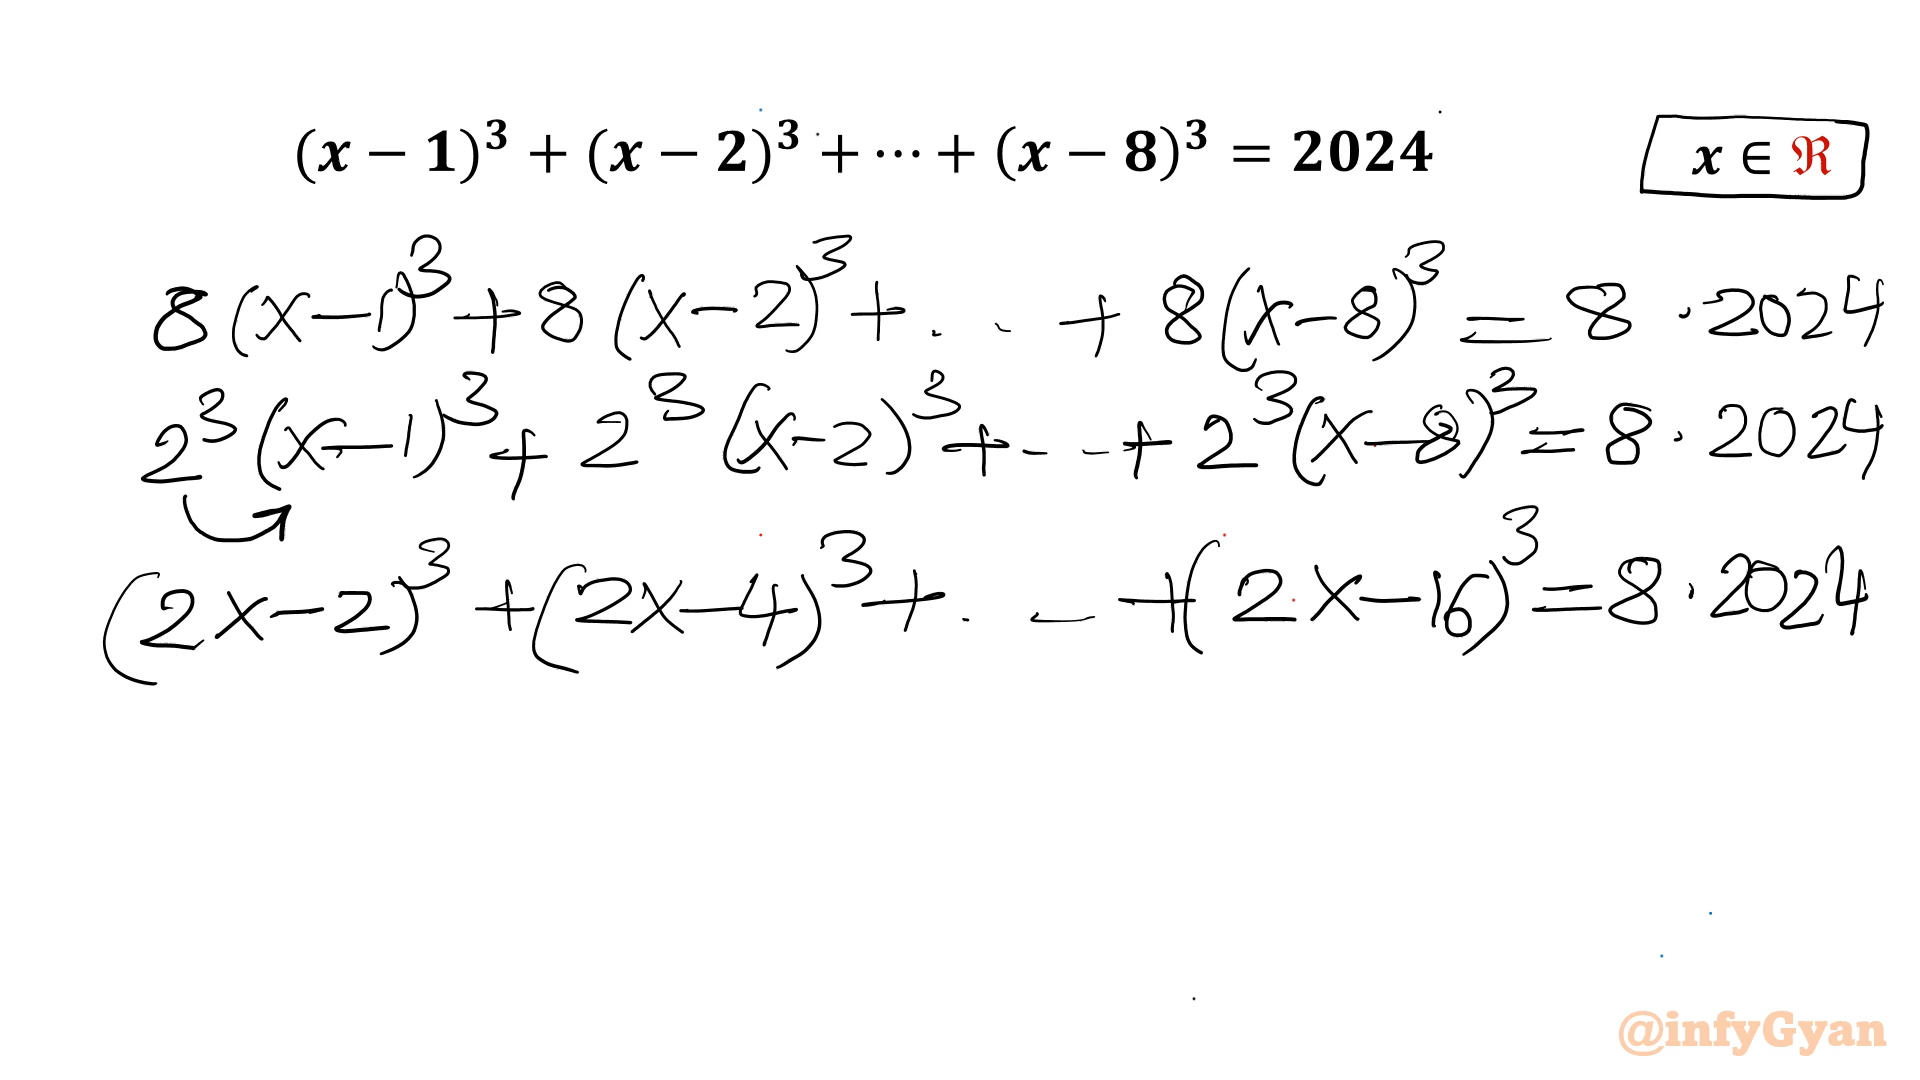 (x − 1)³ + (x − 2)³ + ⋯ + (x − 8)³ = 2024
x ∈ ℜ
8(x−1)³ + 8(x−2)³ + . .. + 8(x−8)³ = 8 · 2024
2³(x−1)³ + 2³(x−2)³ + - - + 2³(x−8)³ = 8 · 2024
(2x−2)³ + (2x−4)³ + . _ - + (2x−16)³ = 8 · 2024
@infyGyan